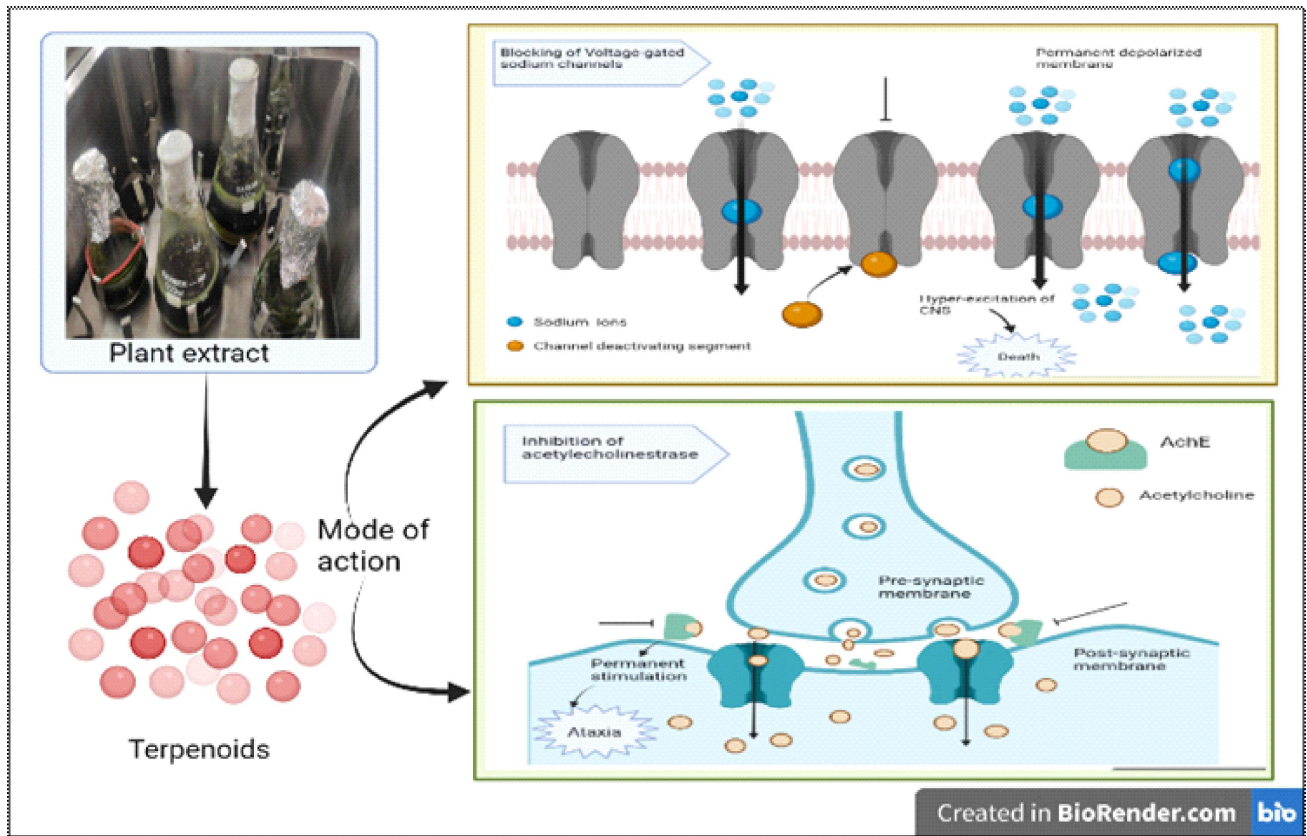 Plant extract
Terpenoids
Mode of
action
Blocking of Voltage-gated
sodium channels
Permanent depolarized
membrane
Sodium Ions
Channel deactivating segment
Hyper-excitation of
CNS
Death
Inhibition of
acetylecholinestrase
AchE
Acetylcholine
Pre-synaptic
membrane
Permanent
stimulation
Ataxia
Post-synaptic
membrane
Created in BioRender.com bio